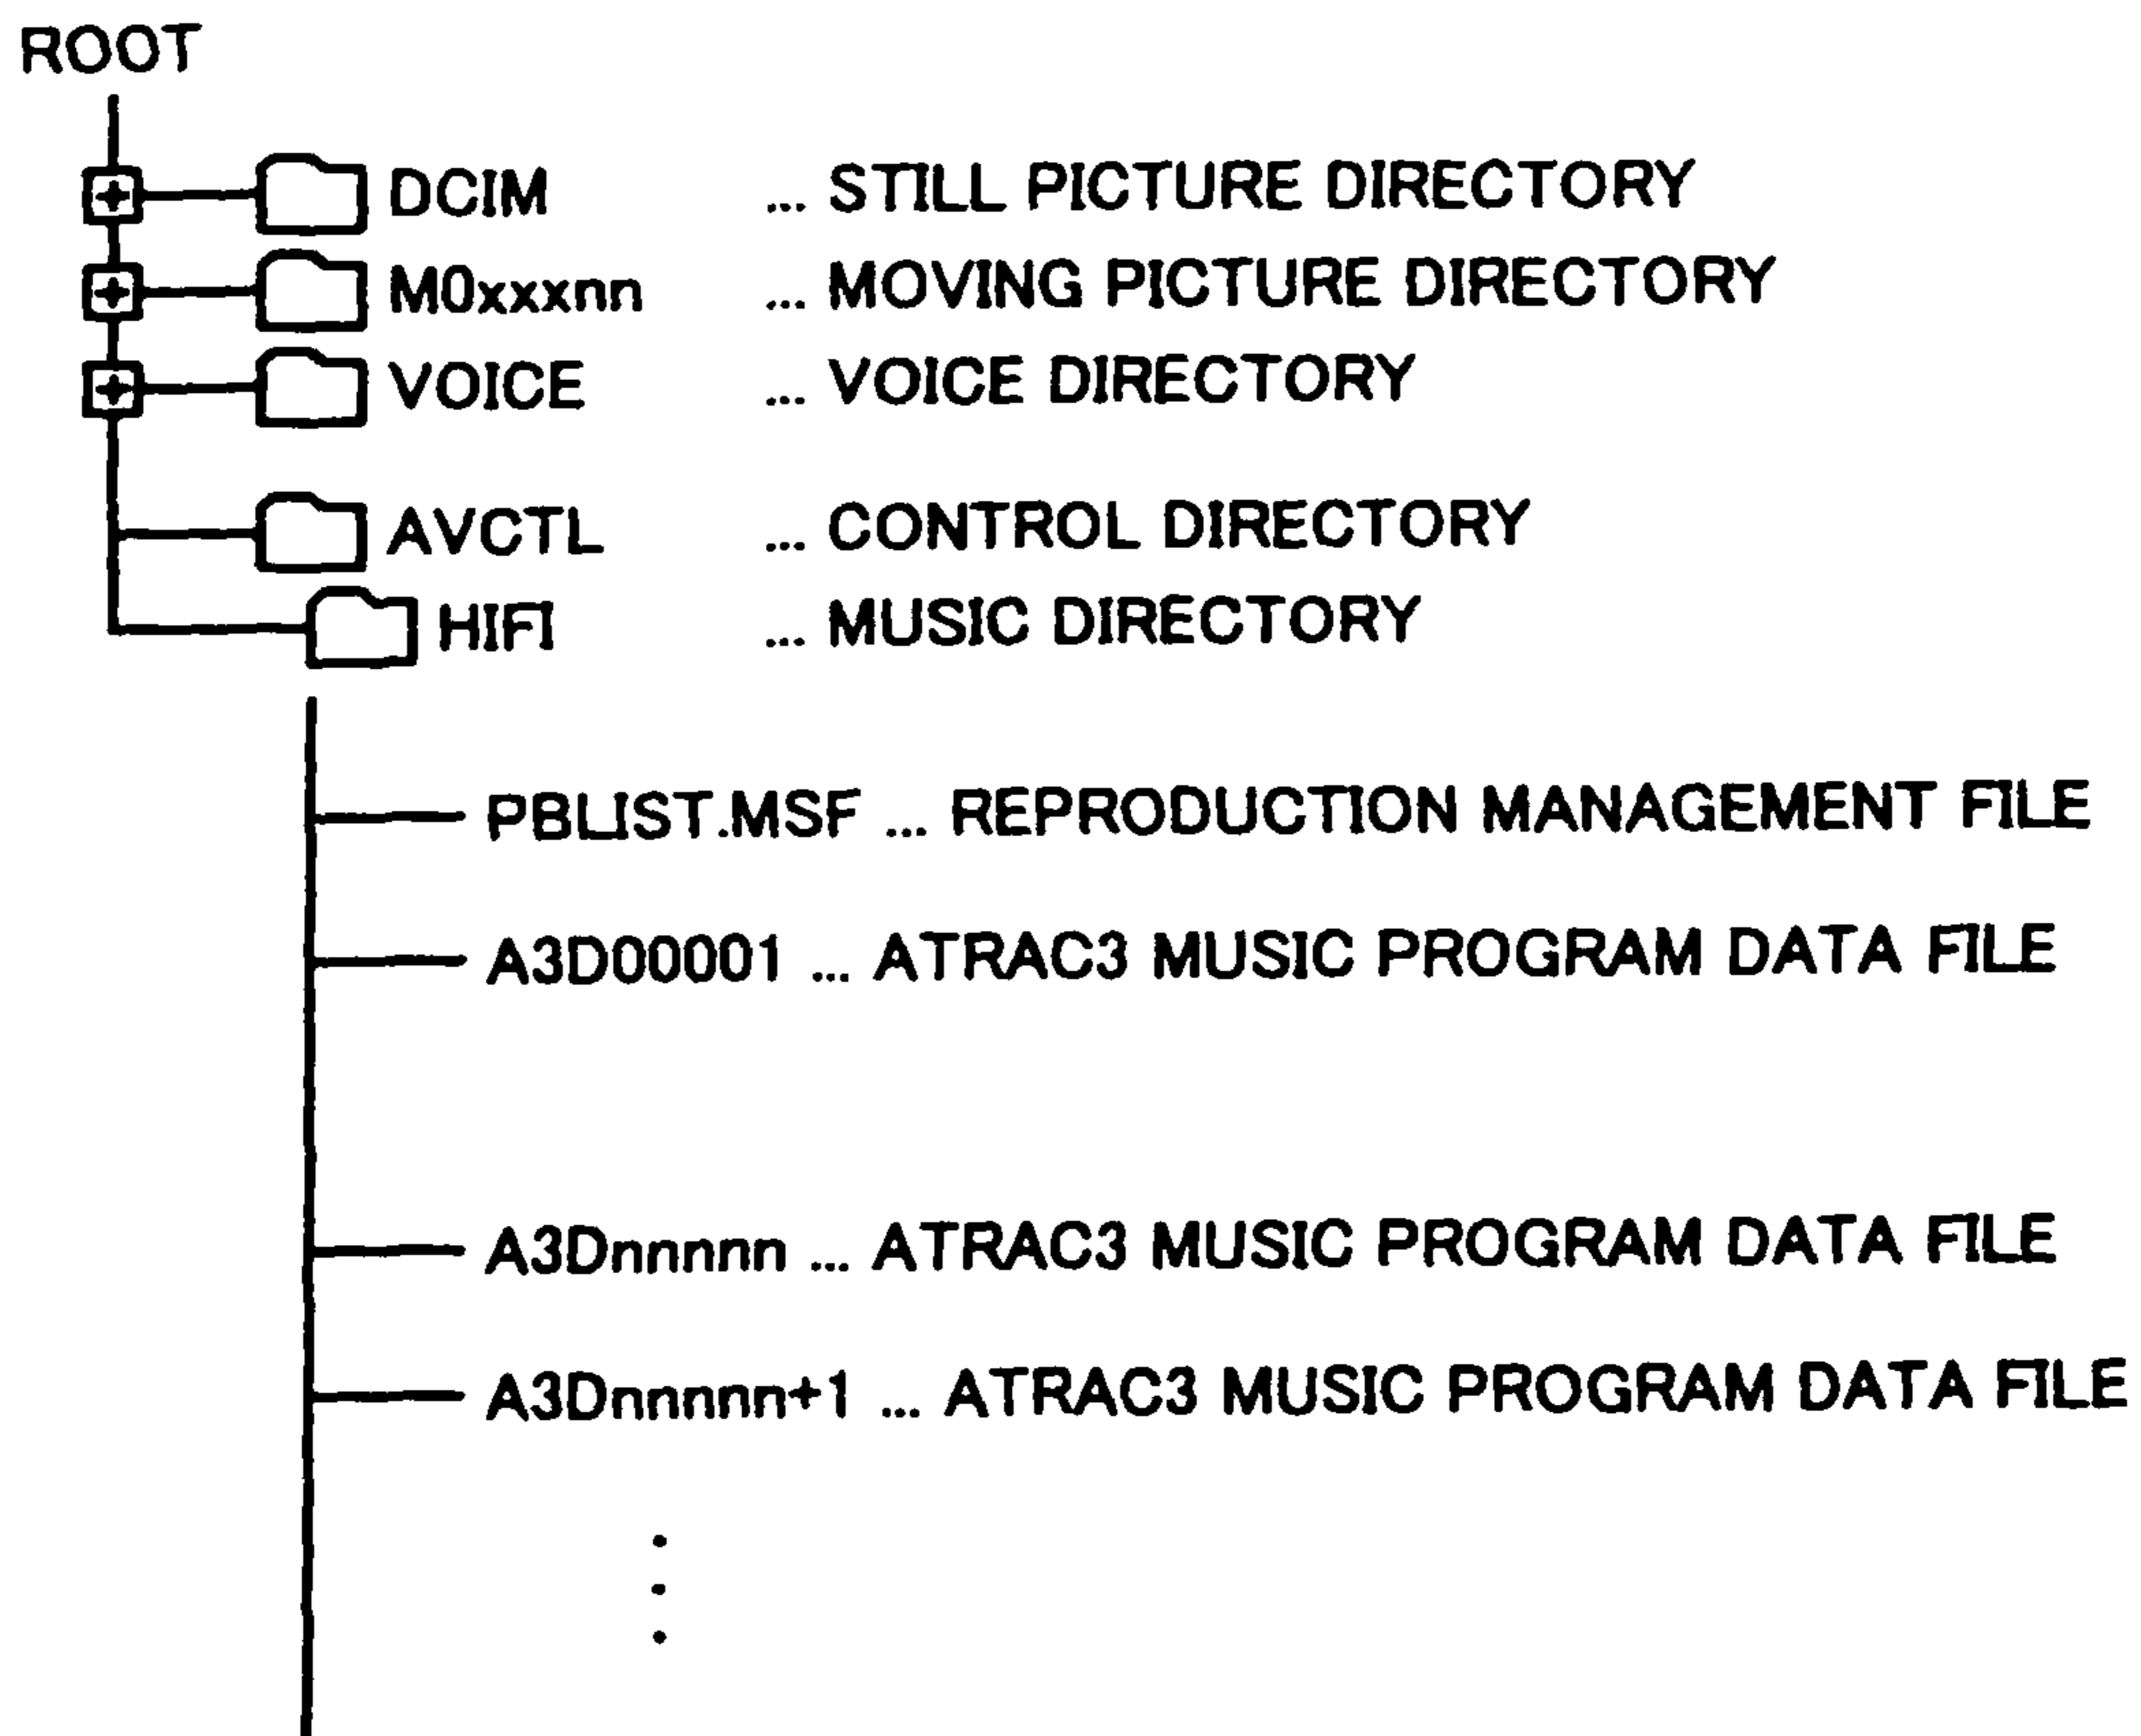 ROOT
DCIM ... STILL PICTURE DIRECTORY
M0xxxnn ... MOVING PICTURE DIRECTORY
VOICE ... VOICE DIRECTORY
AVCTL ... CONTROL DIRECTORY
HIFI ... MUSIC DIRECTORY
PBLIST.MSF ... REPRODUCTION MANAGEMENT FILE
A3D00001 ... ATRAC3 MUSIC PROGRAM DATA FILE
A3Dnnnnn ... ATRAC3 MUSIC PROGRAM DATA FILE
A3Dnnnnn+1 ... ATRAC3 MUSIC PROGRAM DATA FILE